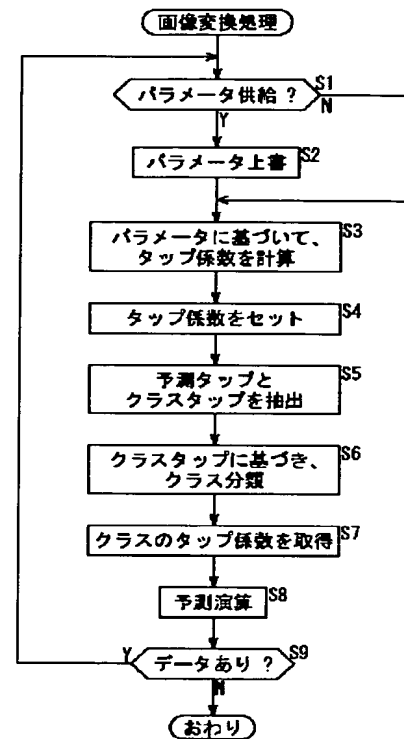 画像変換処理
パラメータ供給 ?
S1
N
Y
パラメータ上書
S2
パラメータに基づいて、
タップ係数を計算
S3
タップ係数をセット
S4
予測タップと
クラスタップを抽出
S5
クラスタップに基づき、
クラス分類
S6
クラスのタップ係数を取得
S7
予測演算
S8
Y
データあり ?
S9
N
おわり